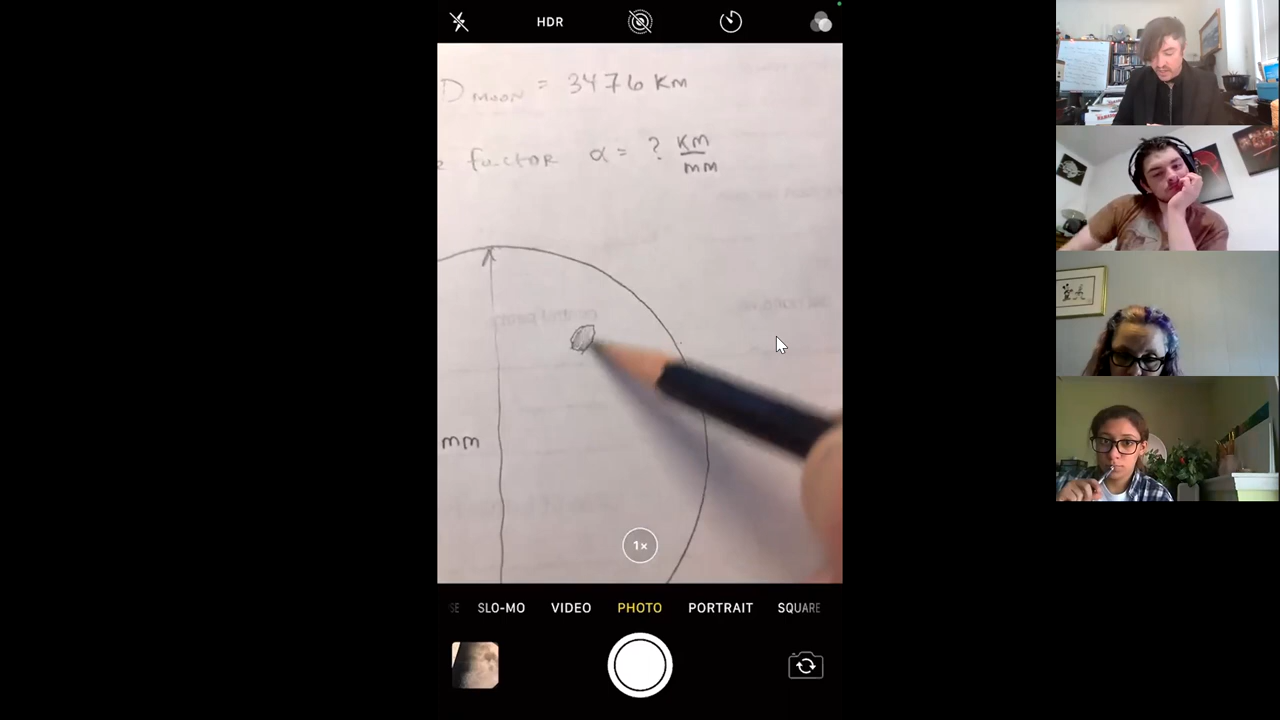 HDR
D MOON = 3476 KM
FACTOR α = ? KM/mm
mm
1×
SLO-MO VIDEO PHOTO PORTRAIT SQUARE